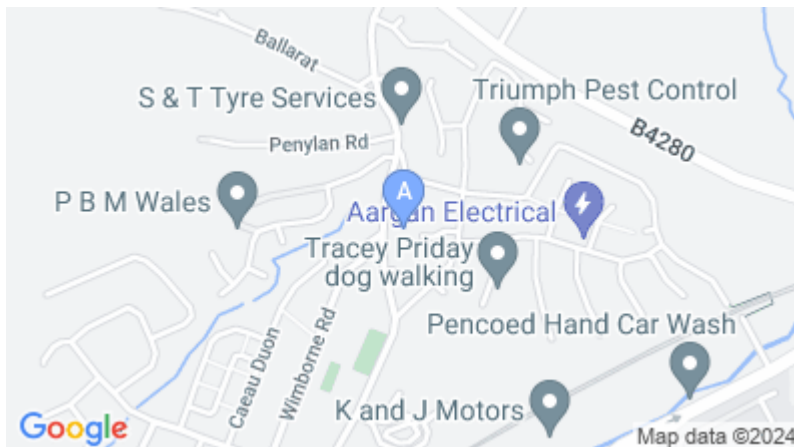 Ballarat
S & T Tyre Services
Triumph Pest Control
Penylan Rd
B4280
P B M Wales
A
Aargan Electrical
Tracey Priday
dog walking
Pencoed Hand Car Wash
Caeau Duon
Wimborne Rd
K and J Motors
Google
Map data ©2024